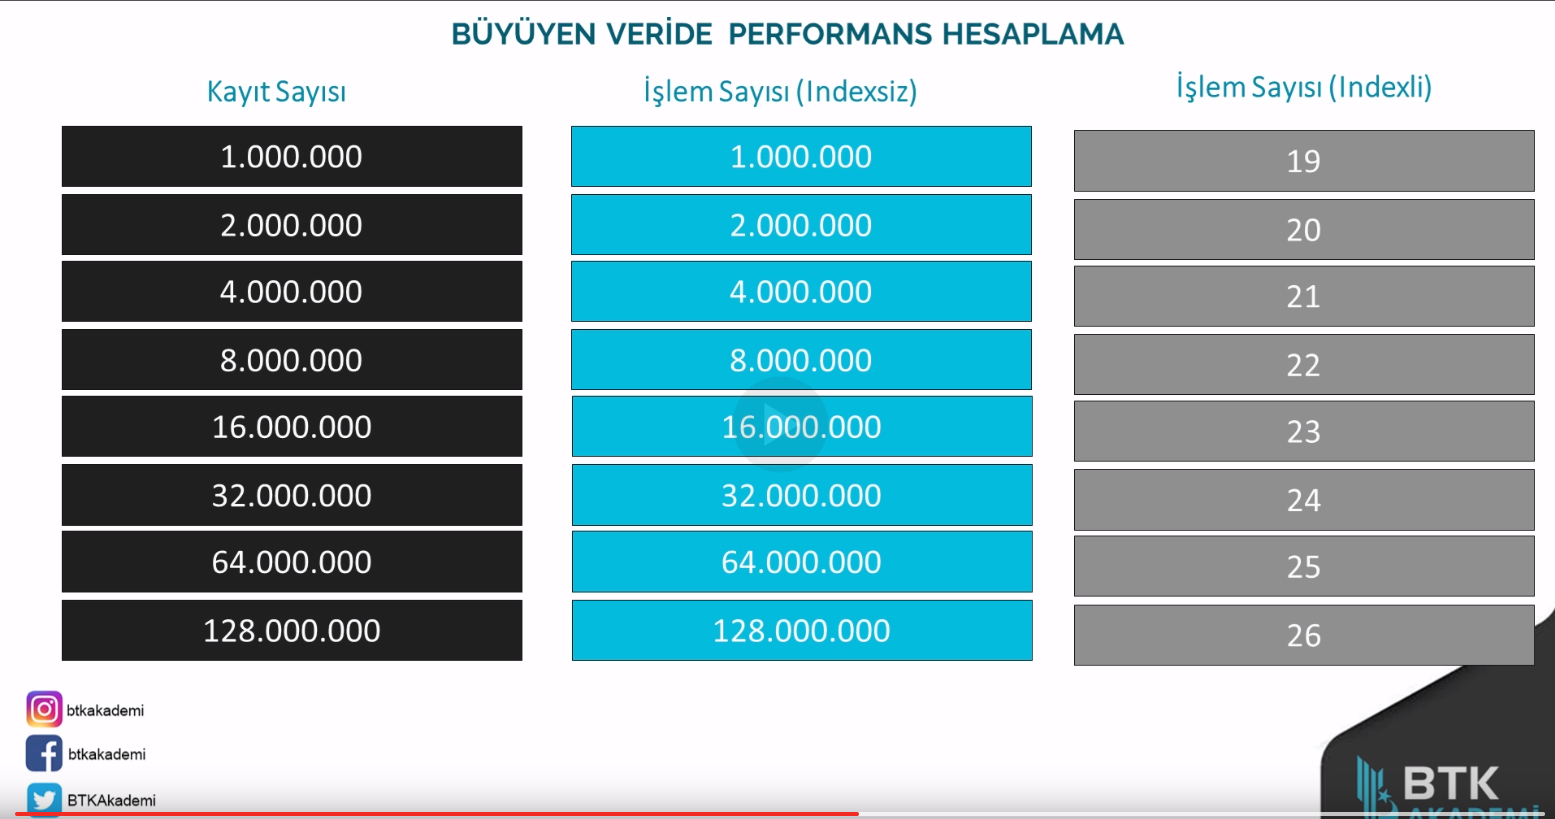 BÜYÜYEN VERİDE PERFORMANS HESAPLAMA
Kayıt Sayısı İşlem Sayısı (Indexsiz) İşlem Sayısı (Indexli)
1.000.000 1.000.000 19
2.000.000 2.000.000 20
4.000.000 4.000.000 21
8.000.000 8.000.000 22
16.000.000 16.000.000 23
32.000.000 32.000.000 24
64.000.000 64.000.000 25
128.000.000 128.000.000 26
btkakademi
btkakademi
BTKAkademi
BTK
AKADEMİ